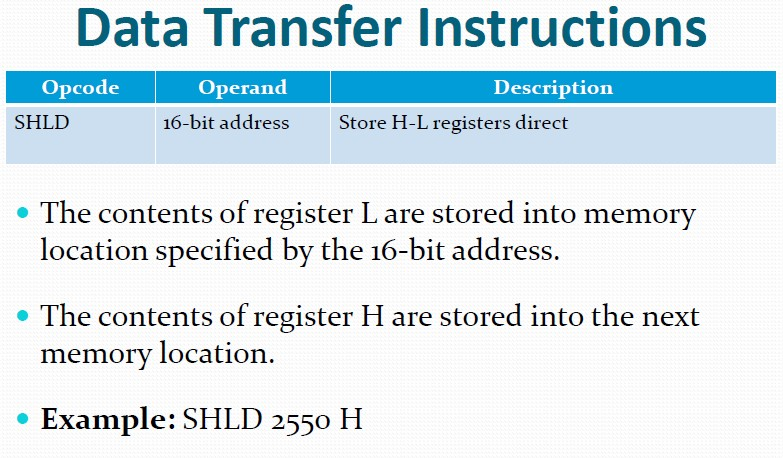 Data Transfer Instructions
Opcode Operand Description
SHLD 16-bit address Store H-L registers direct
• The contents of register L are stored into memory
location specified by the 16-bit address.
• The contents of register H are stored into the next
memory location.
• Example: SHLD 2550 H